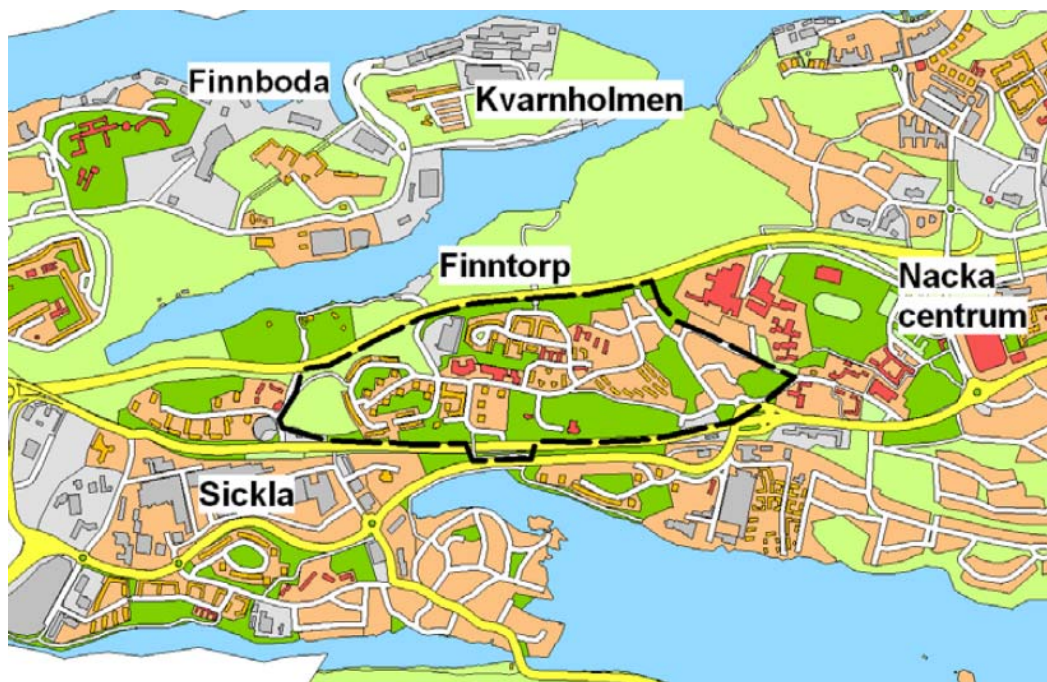 Finnboda
Kvarnholmen
Finntorp
Nacka
centrum
Sickla